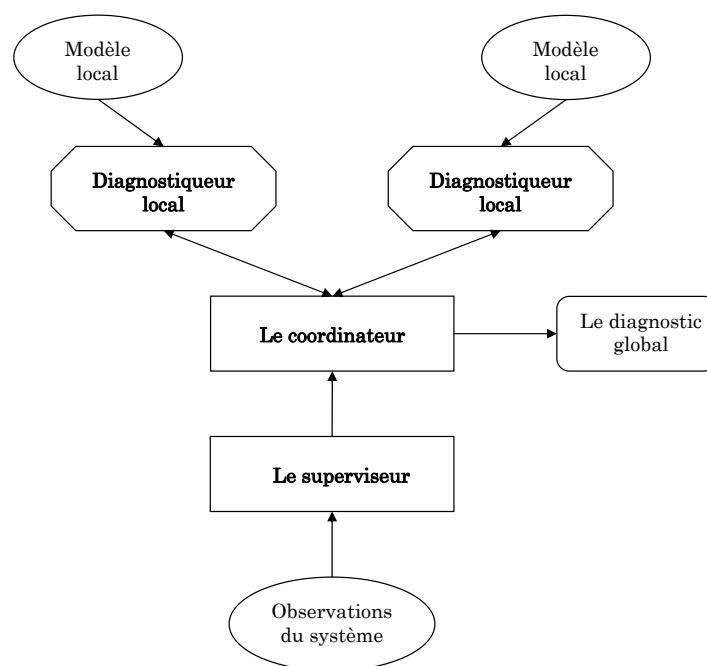 Modèle
local
Modèle
local
Diagnostiqueur
local
Diagnostiqueur
local
Le coordinateur
Le diagnostic
global
Le superviseur
Observations
du système